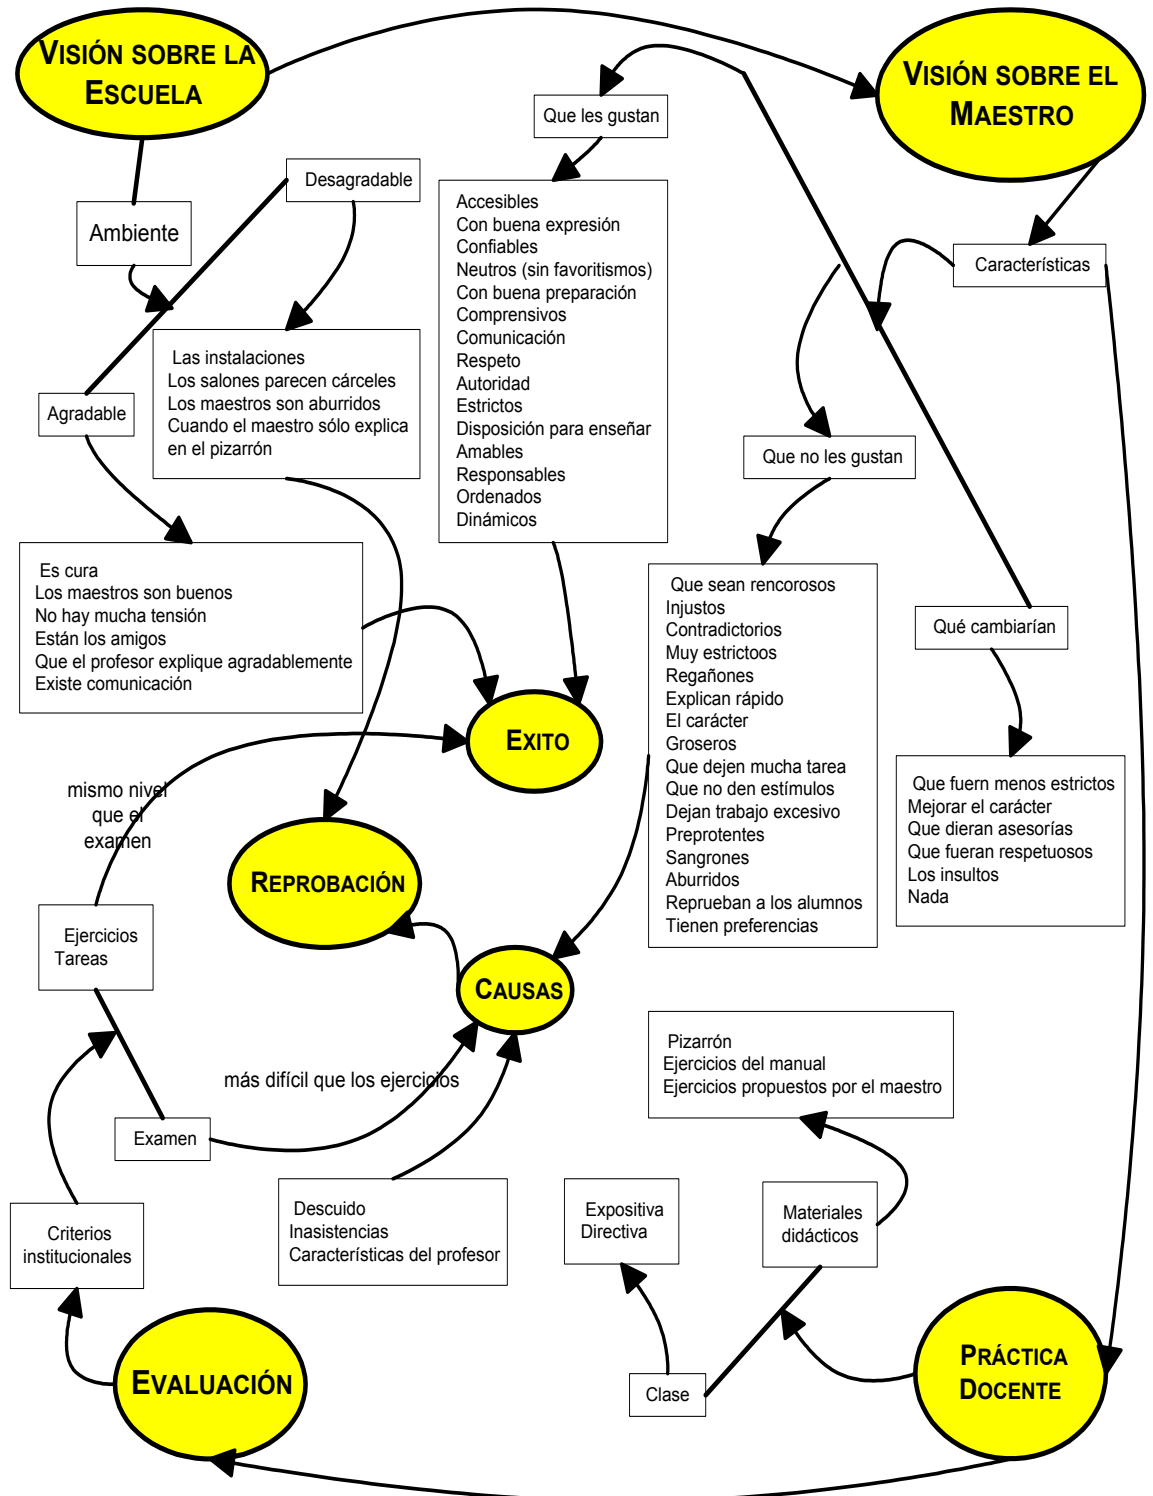 VISIÓN SOBRE LA
ESCUELA
VISIÓN SOBRE EL
MAESTRO
Que les gustan
Desagradable
Ambiente
Accesibles
Con buena expresión
Confiables
Neutros (sin favoritismos)
Con buena preparación
Comprensivos
Comunicación
Respeto
Autoridad
Estrictos
Disposición para enseñar
Amables
Responsables
Ordenados
Dinámicos
Características
Las instalaciones
Los salones parecen cárceles
Los maestros son aburridos
Cuando el maestro sólo explica
en el pizarrón
Agradable
Que no les gustan
Es cura
Los maestros son buenos
No hay mucha tensión
Están los amigos
Que el profesor explique agradablemente
Existe comunicación
Que sean rencorosos
Injustos
Contradictorios
Muy estrictoos
Regañones
Explican rápido
El carácter
Groseros
Que dejen mucha tarea
Que no den estímulos
Dejan trabajo excesivo
Preprotentes
Sangrones
Aburridos
Reprueban a los alumnos
Tienen preferencias
Qué cambiarían
EXITO
Que fuern menos estrictos
Mejorar el carácter
Que dieran asesorías
Que fueran respetuosos
Los insultos
Nada
mismo nivel
que el
examen
REPROBACIÓN
Ejercicios
Tareas
CAUSAS
Pizarrón
Ejercicios del manual
Ejercicios propuestos por el maestro
más difícil que los ejercicios
Examen
Descuido
Inasistencias
Características del profesor
Expositiva
Directiva
Materiales
didácticos
Criterios
institucionales
EVALUACIÓN
Clase
PRÁCTICA
DOCENTE